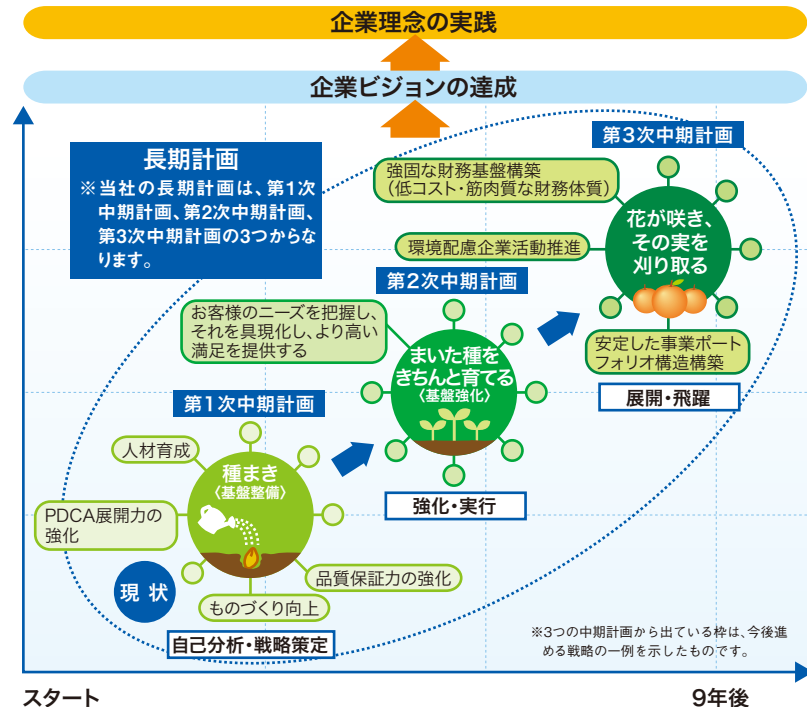 企業理念の実践
企業ビジョンの達成
長期計画
※当社の長期計画は、第1次
中期計画、第2次中期計画、
第3次中期計画の3つからな
ります。
第3次中期計画
強固な財務基盤構築
（低コスト・筋肉質な財務体質）
環境配慮企業活動推進
花が咲き、
その実を
刈り取る
安定した事業ポート
フォリオ構造構築
展開・飛躍
第2次中期計画
お客様のニーズを把握し、
それを具現化し、より高い
満足を提供する
まいた種を
きちんと育てる
〈基盤強化〉
強化・実行
第1次中期計画
人材育成
種まき
〈基盤整備〉
PDCA展開力の
強化
品質保証力の強化
ものづくり向上
現状
自己分析・戦略策定
※3つの中期計画から出ている枠は、今後進
める戦略の一例を示したものです。
スタート
9年後